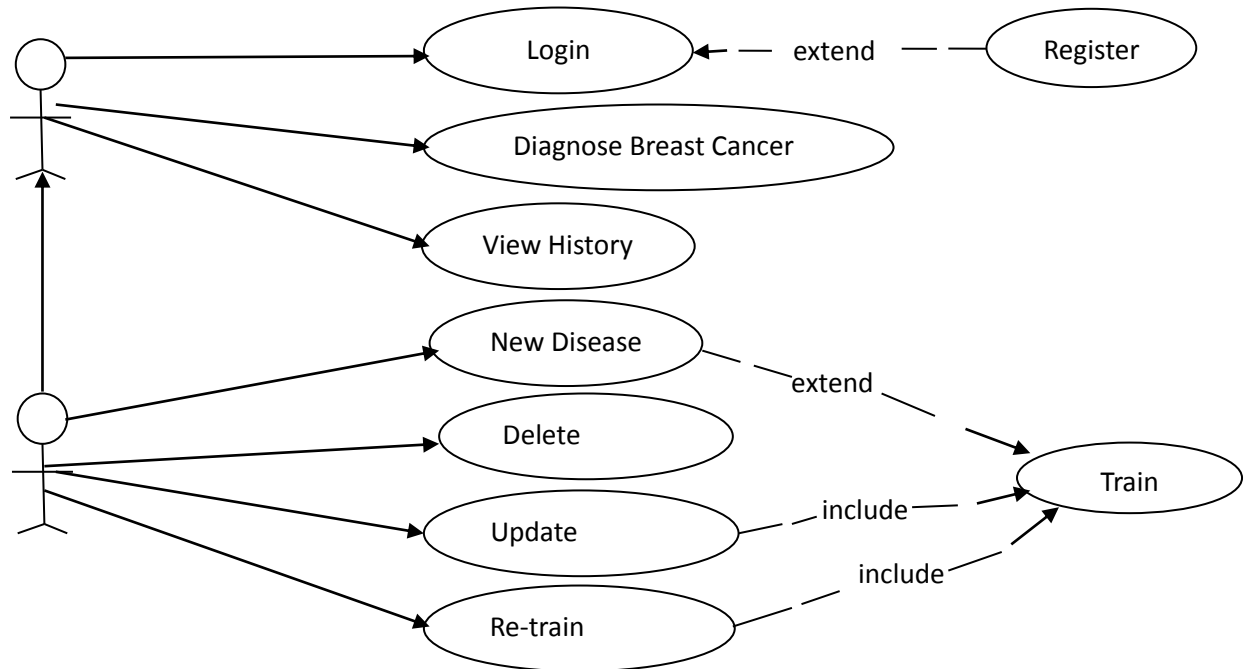 Login
extend
Register
Diagnose Breast Cancer
View History
New Disease
extend
Delete
Train
Update
include
include
Re-train